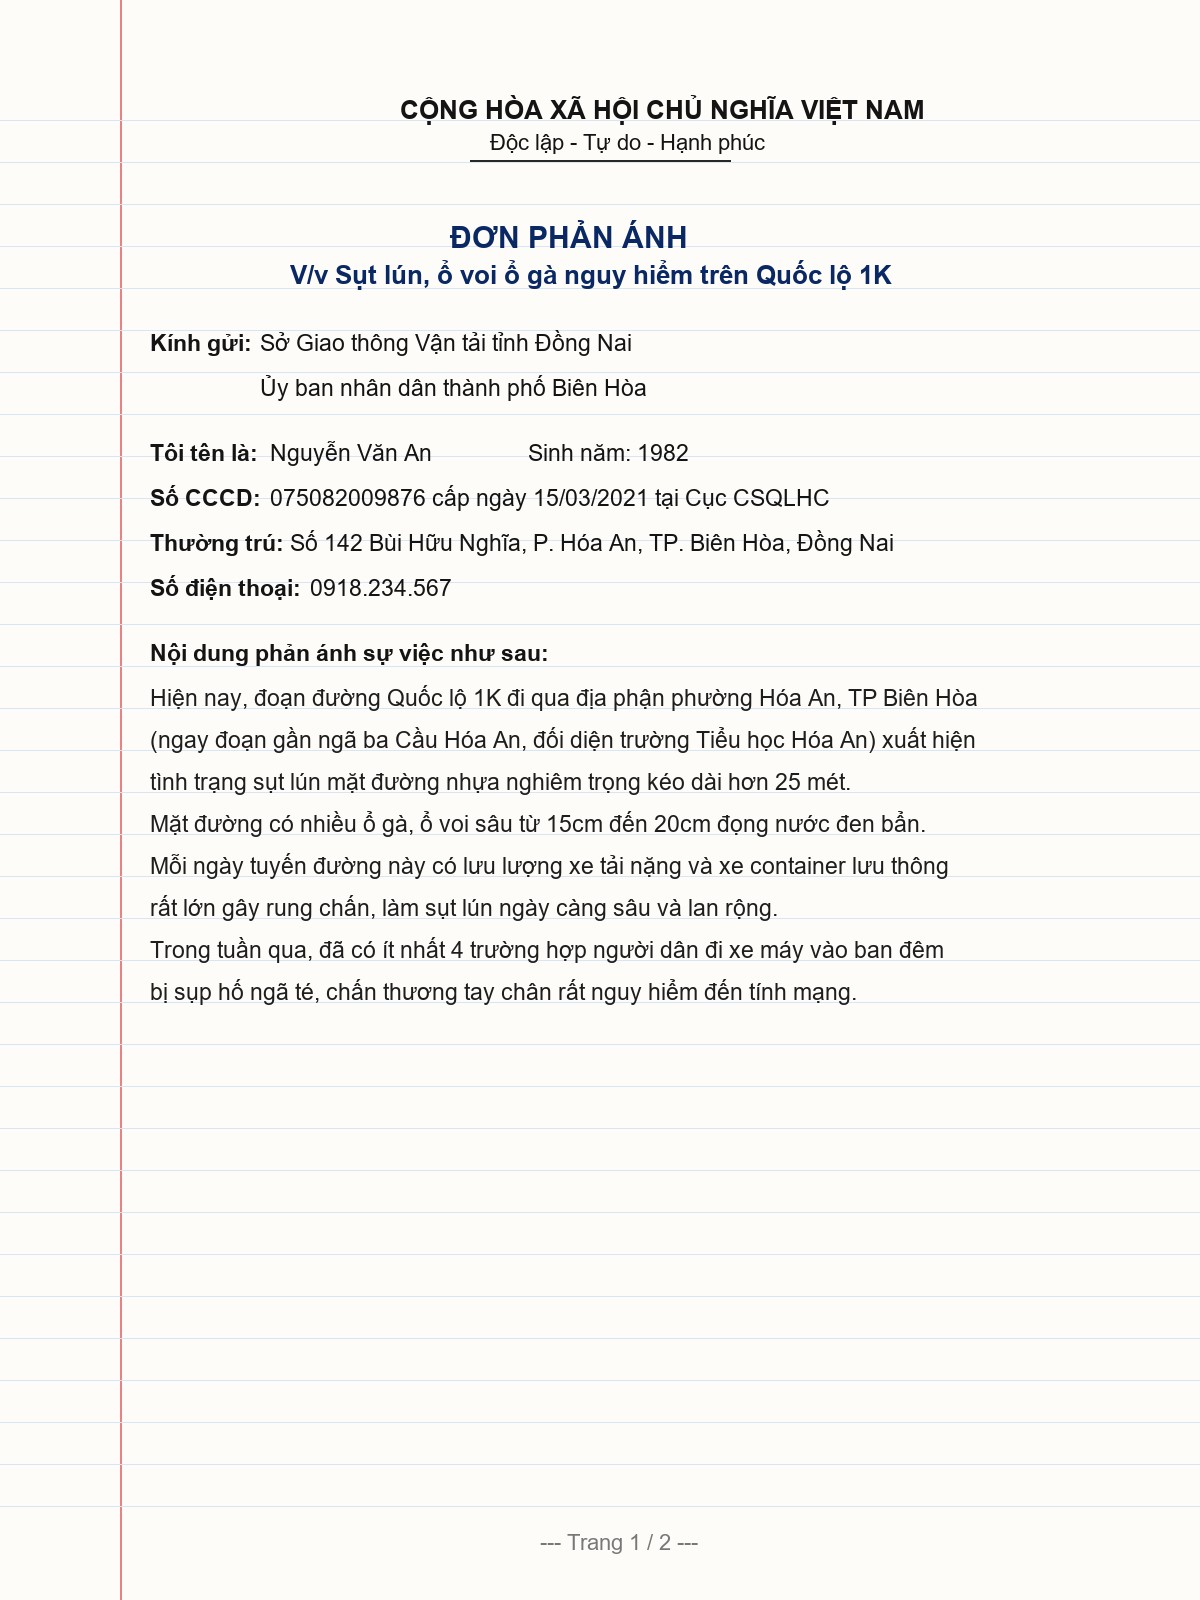 CỘNG HÒA XÃ HỘI CHỦ NGHĨA VIỆT NAM
Độc lập - Tự do - Hạnh phúc
ĐƠN PHẢN ÁNH
V/v Sụt lún, ổ voi ổ gà nguy hiểm trên Quốc lộ 1K
Kính gửi: Sở Giao thông Vận tải tỉnh Đồng Nai
Ủy ban nhân dân thành phố Biên Hòa
Tôi tên là: Nguyễn Văn An Sinh năm: 1982
Số CCCD: 075082009876 cấp ngày 15/03/2021 tại Cục CSQLHC
Thường trú: Số 142 Bùi Hữu Nghĩa, P. Hóa An, TP. Biên Hòa, Đồng Nai
Số điện thoại: 0918.234.567
Nội dung phản ánh sự việc như sau:
Hiện nay, đoạn đường Quốc lộ 1K đi qua địa phận phường Hóa An, TP Biên Hòa
(ngay đoạn gần ngã ba Cầu Hóa An, đối diện trường Tiểu học Hóa An) xuất hiện
tình trạng sụt lún mặt đường nhựa nghiêm trọng kéo dài hơn 25 mét.
Mặt đường có nhiều ổ gà, ổ voi sâu từ 15cm đến 20cm đọng nước đen bẩn.
Mỗi ngày tuyến đường này có lưu lượng xe tải nặng và xe container lưu thông
rất lớn gây rung chấn, làm sụt lún ngày càng sâu và lan rộng.
Trong tuần qua, đã có ít nhất 4 trường hợp người dân đi xe máy vào ban đêm
bị sụp hố ngã té, chấn thương tay chân rất nguy hiểm đến tính mạng.
--- Trang 1 / 2 ---